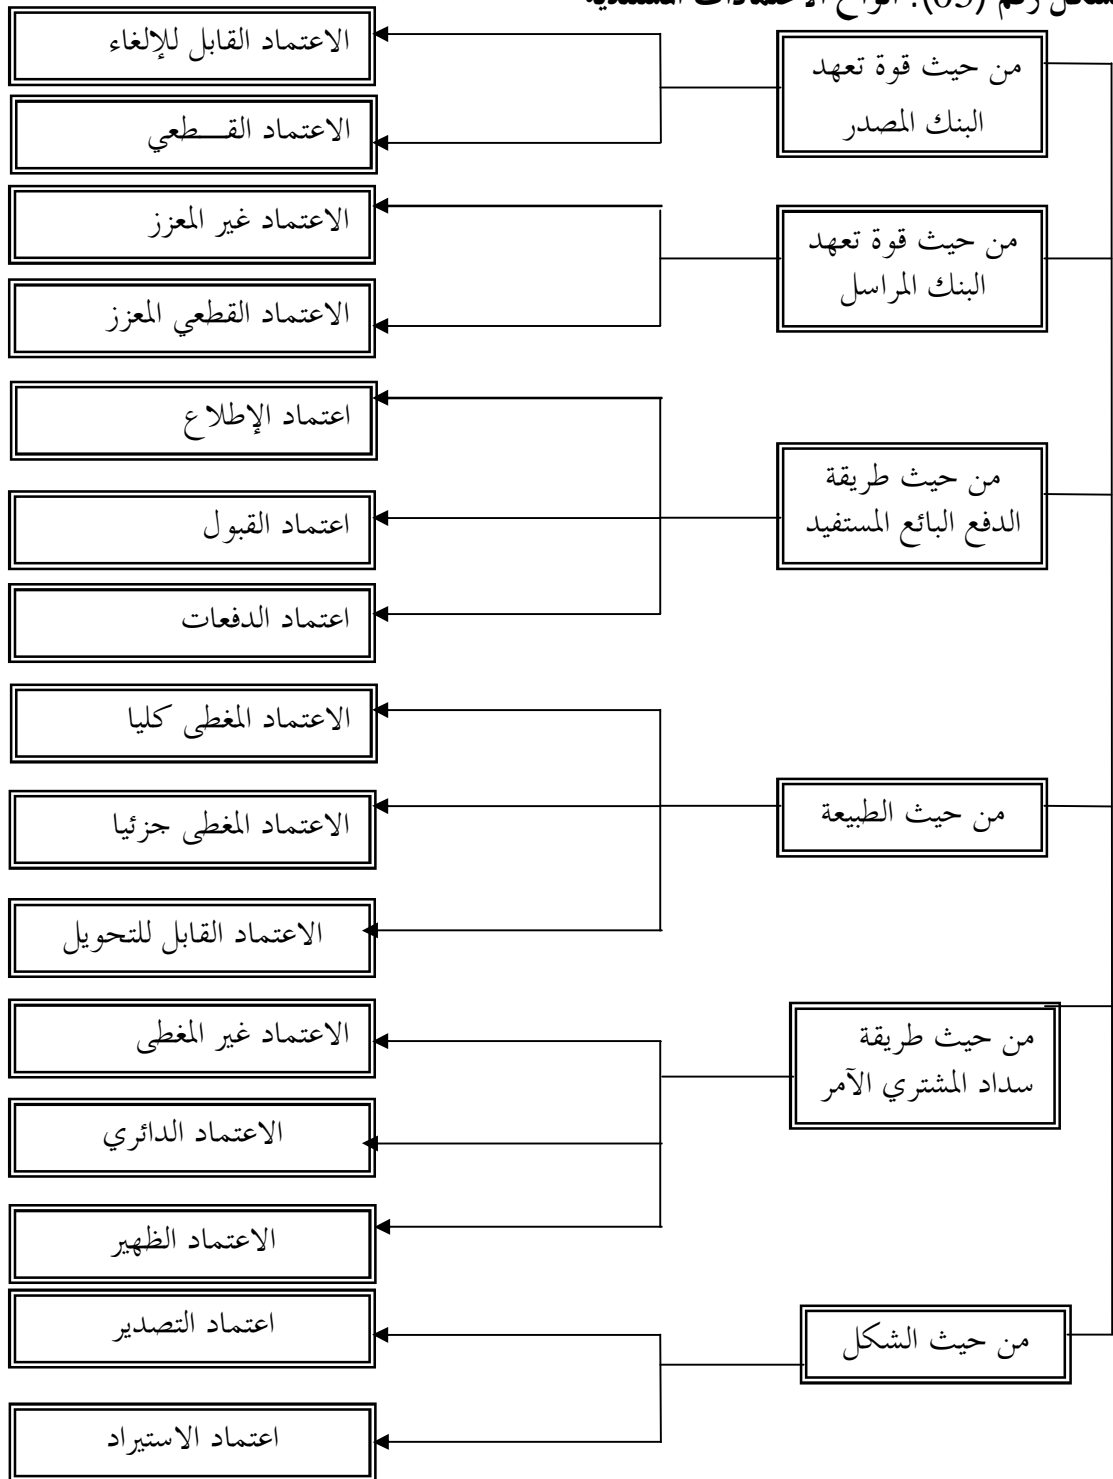 شكل رقم (03): أنواع الاعتمادات المستندية
من حيث قوة تعهد
البنك المصدر
الاعتماد القابل للإلغاء
الاعتماد القـــطعي
من حيث قوة تعهد
البنك المراسل
الاعتماد غير المعزز
الاعتماد القطعي المعزز
من حيث طريقة
الدفع البائع المستفيد
اعتماد الإطلاع
اعتماد القبول
اعتماد الدفعات
من حيث الطبيعة
الاعتماد المغطى كليا
الاعتماد المغطى جزئيا
الاعتماد القابل للتحويل
من حيث طريقة
سداد المشتري الآمر
الاعتماد غير المغطى
الاعتماد الدائري
الاعتماد الظهير
من حيث الشكل
اعتماد التصدير
اعتماد الاستيراد